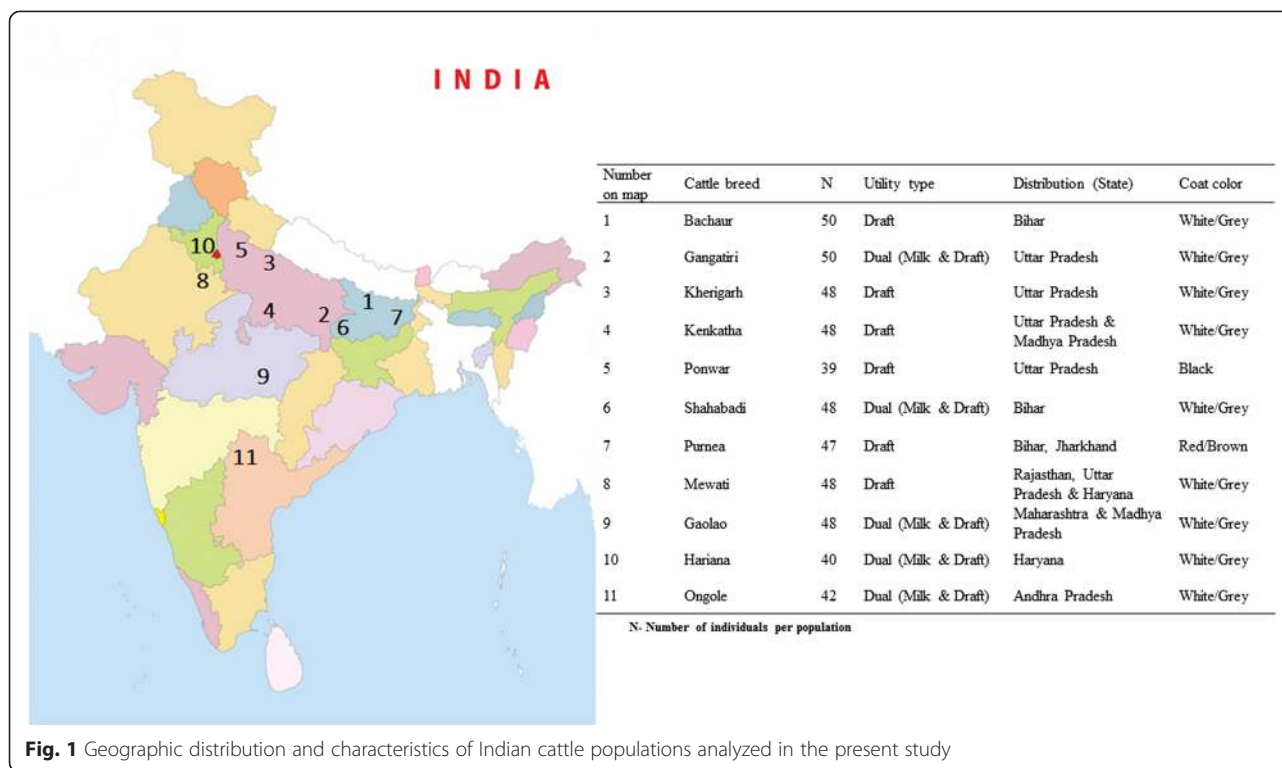 INDIA
10
5
3
8
4
2
1
6
7
9
11
Number on map Cattle breed N Utility type Distribution (State) Coat color
1 Bachaur 50 Draft Bihar White/Grey
2 Gangatiri 50 Dual (Milk & Draft) Uttar Pradesh White/Grey
3 Kherigarh 48 Draft Uttar Pradesh White/Grey
4 Kenkatha 48 Draft Uttar Pradesh & Madhya Pradesh White/Grey
5 Ponwar 39 Draft Uttar Pradesh Black
6 Shahabadi 48 Dual (Milk & Draft) Bihar White/Grey
7 Purnea 47 Draft Bihar, Jharkhand Red/Brown
8 Mewati 48 Draft Rajasthan, Uttar Pradesh & Haryana White/Grey
9 Gaolao 48 Dual (Milk & Draft) Maharashtra & Madhya Pradesh White/Grey
10 Hariana 40 Dual (Milk & Draft) Haryana White/Grey
11 Ongole 42 Dual (Milk & Draft) Andhra Pradesh White/Grey
N- Number of individuals per population
Fig. 1 Geographic distribution and characteristics of Indian cattle populations analyzed in the present study